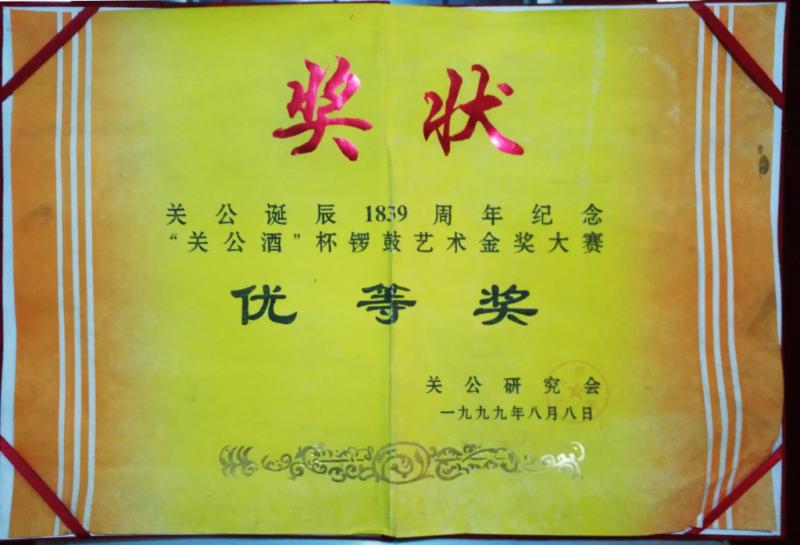 奖状
关公诞辰1839周年纪念
“关公酒”杯锣鼓艺术金奖大赛
优等奖
关公研究会
一九九九年八月八日